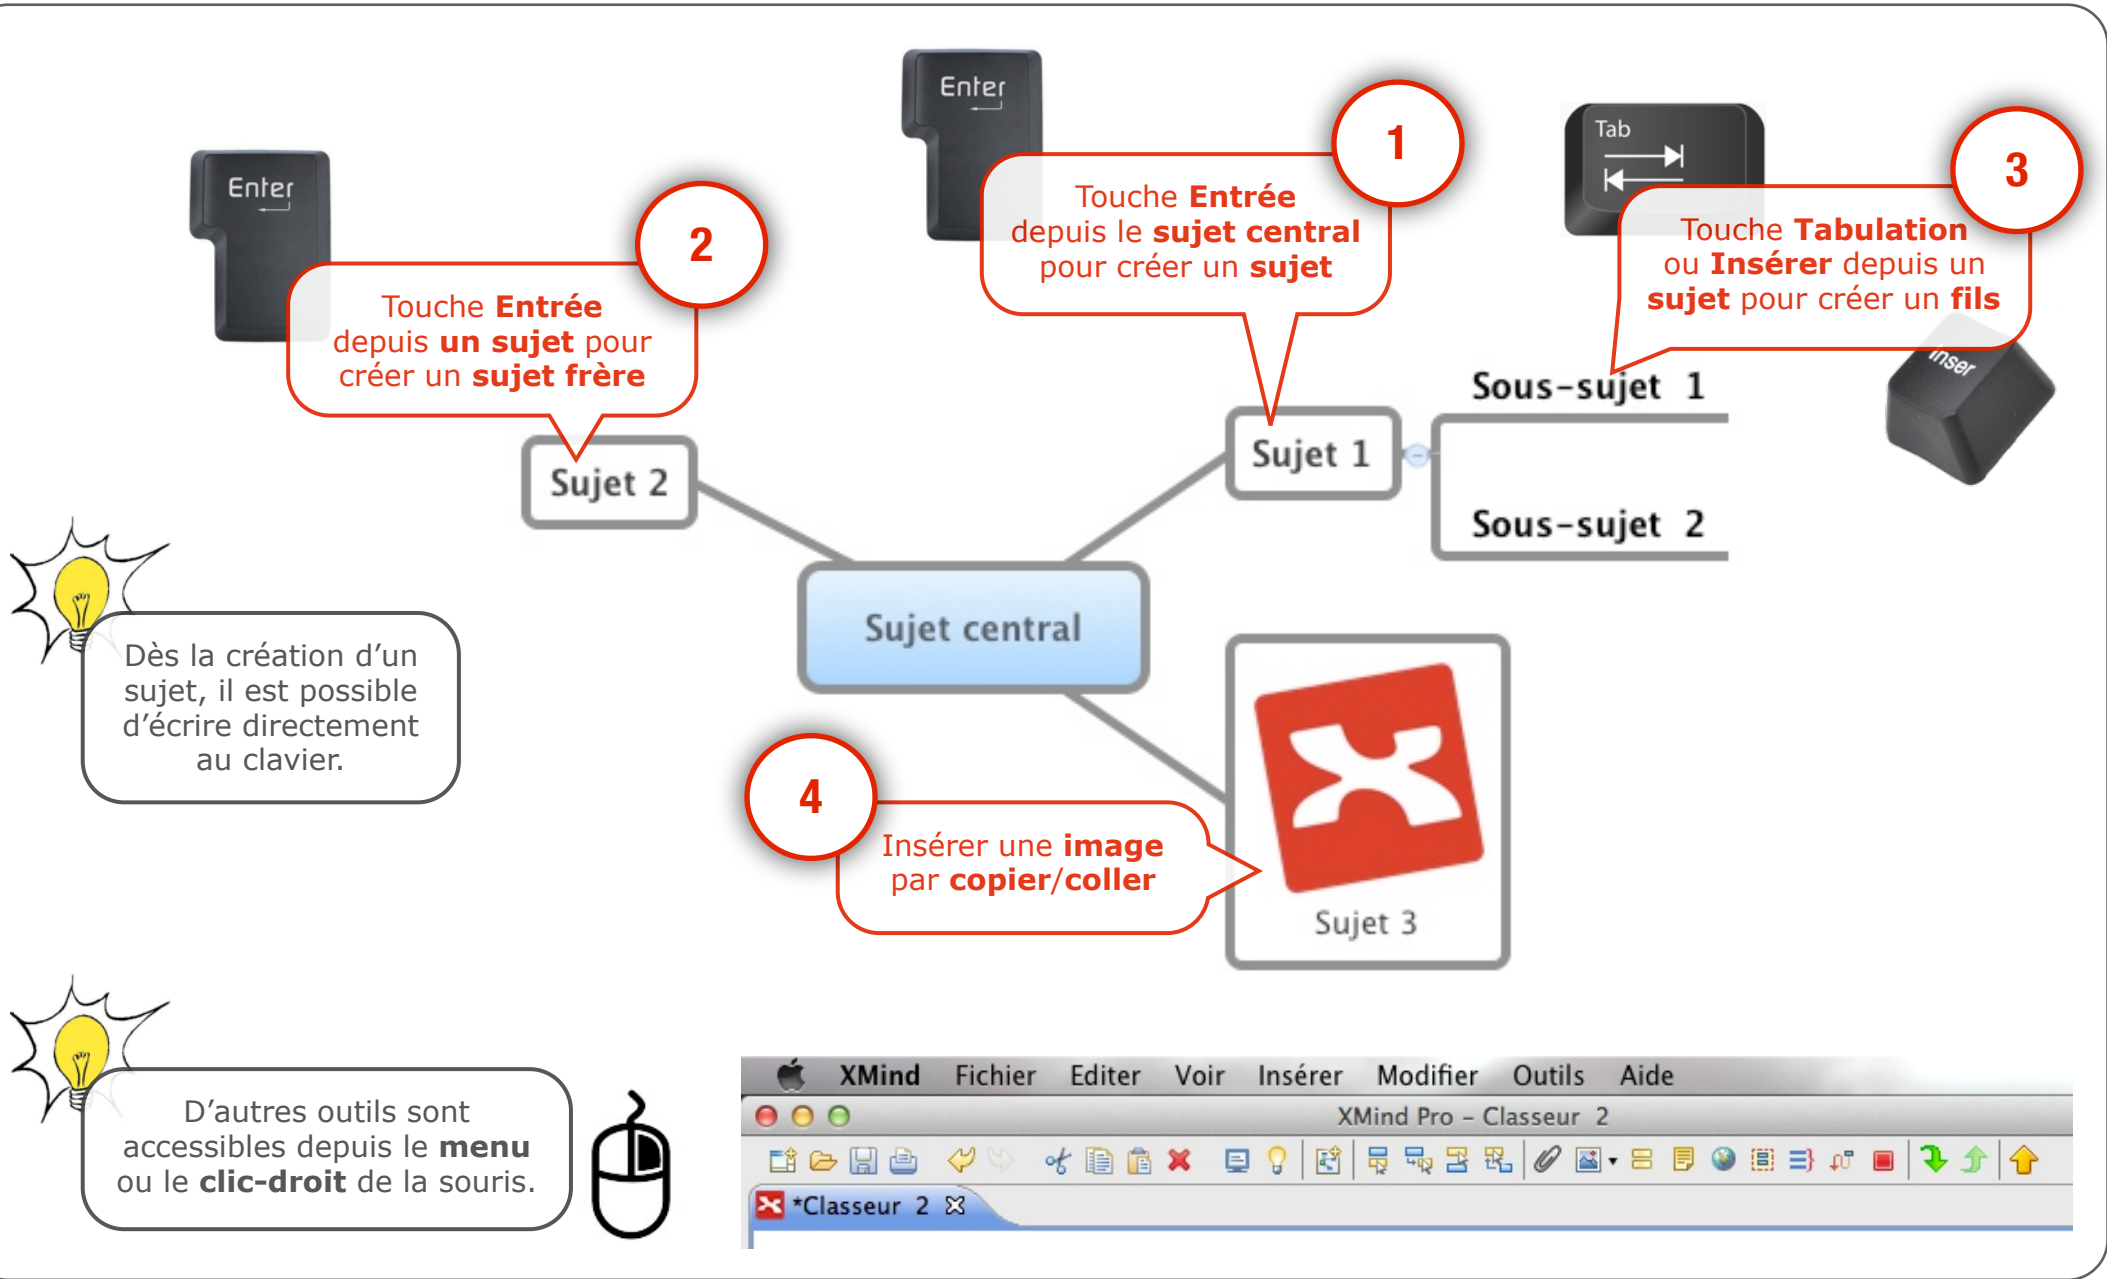 Enter
1
Touche Entrée
depuis le sujet central
pour créer un sujet
Enter
2
Touche Entrée
depuis un sujet pour
créer un sujet frère
Tab
3
Touche Tabulation
ou Insérer depuis un
sujet pour créer un fils
Inser
Sous-sujet 1
Sujet 1
Sous-sujet 2
Sujet 2
Sujet central
Dès la création d’un
sujet, il est possible
d’écrire directement
au clavier.
4
Insérer une image
par copier/coller
Sujet 3
D’autres outils sont
accessibles depuis le menu
ou le clic-droit de la souris.
XMind Fichier Editer Voir Insérer Modifier Outils Aide
XMind Pro – Classeur 2
*Classeur 2